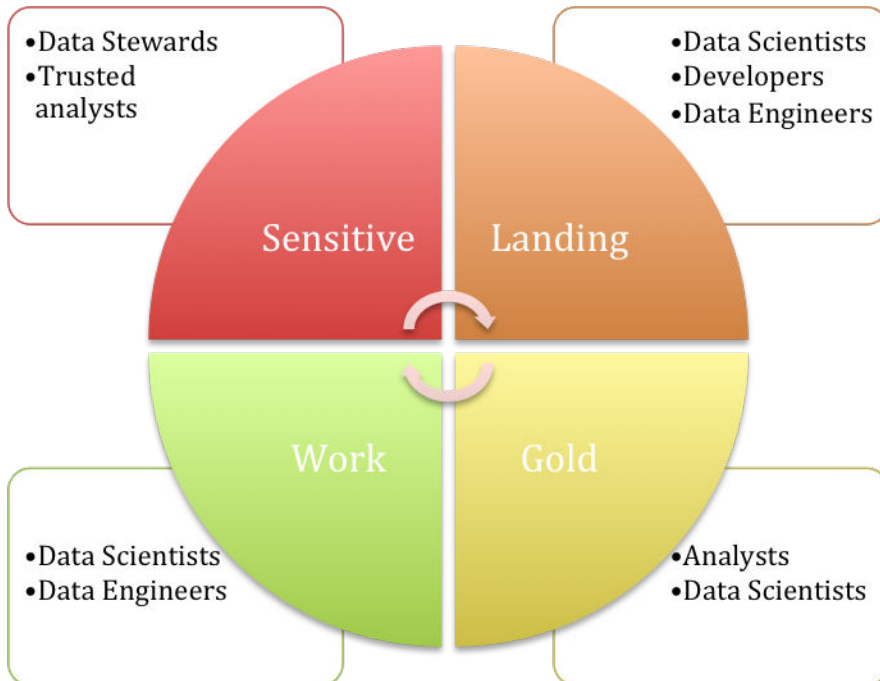 •Data Stewards
•Trusted
analysts
•Data Scientists
•Developers
•Data Engineers
Sensitive
Landing
Work
Gold
•Data Scientists
•Data Engineers
•Analysts
•Data Scientists